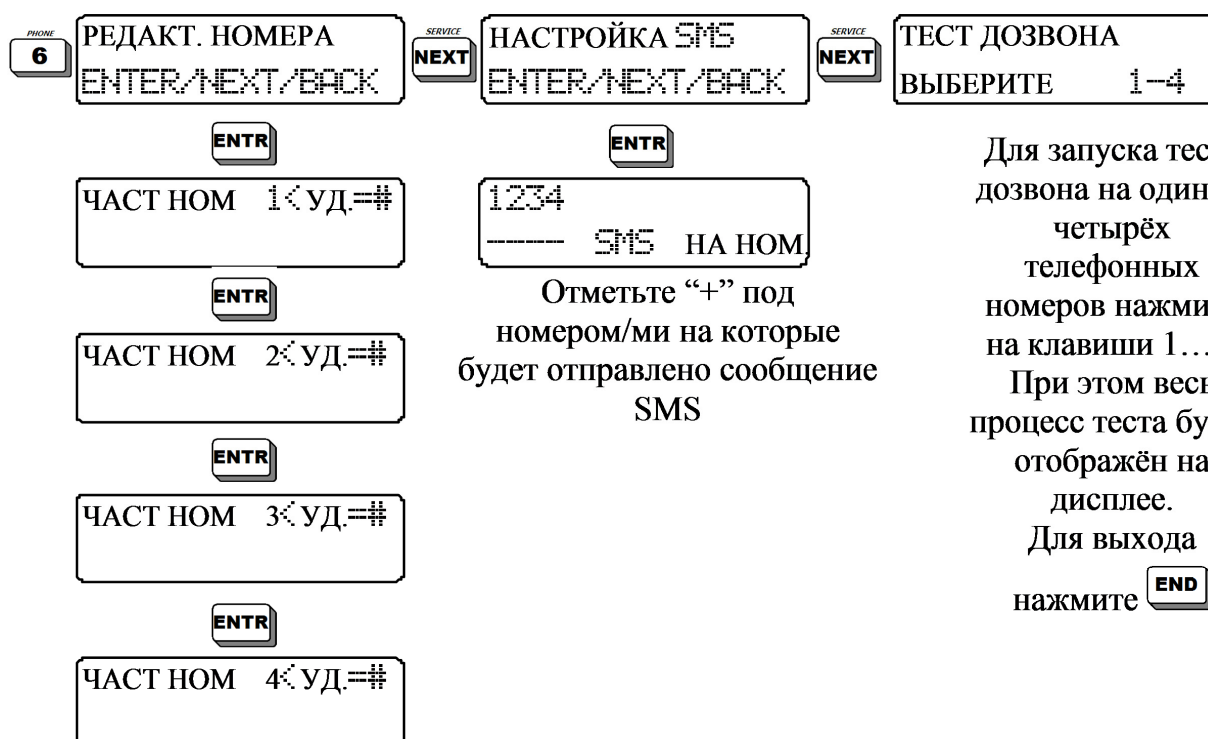 PHONE
6
РЕДАКТ. НОМЕРА
ENTER/NEXT/BACK
SERVICE
NEXT
НАСТРОЙКА SMS
ENTER/NEXT/BACK
SERVICE
NEXT
ТЕСТ ДОЗВОНА
ВЫБЕРИТЕ 1-4
ENTR
ЧАСТ НОМ 1< УД.=#
ENTR
ЧАСТ НОМ 2< УД.=#
ENTR
ЧАСТ НОМ 3< УД.=#
ENTR
ЧАСТ НОМ 4< УД.=#
ENTR
1234
---- SMS НА НОМ.
Отметьте “+” под
номером/ми на которые
будет отправлено сообщение
SMS
Для запуска
дозвона на один
четырёх
телефонных
номеров
на клавиши 1…
При этом
процесс теста
отображён на
дисплее.
Для выхода
нажмите END